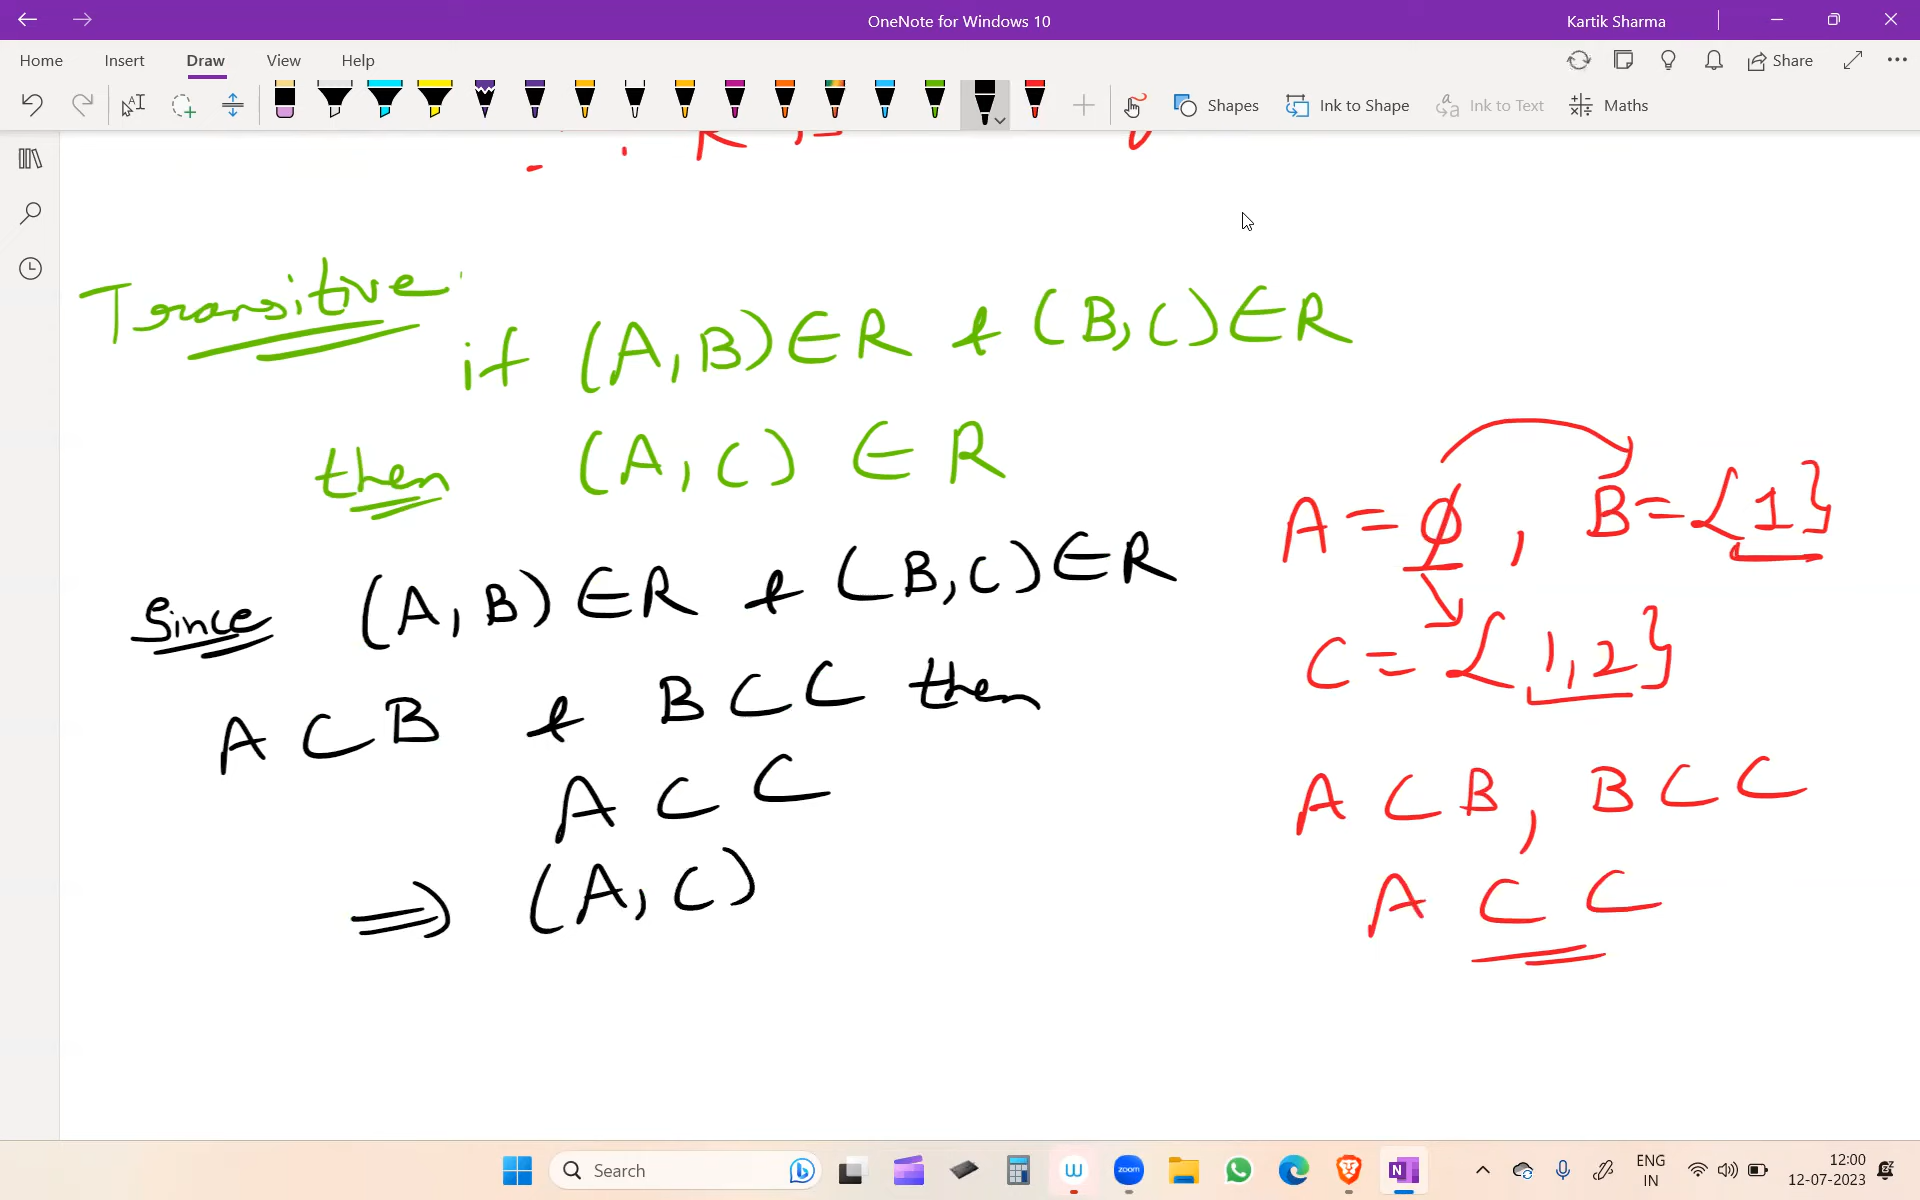 OneNote for Windows 10
Kartik Sharma
Home Insert Draw View Help
Share
Shapes Ink to Shape Ink to Text Maths
Transitive
if (A, B) ∈ R & (B, C) ∈ R
then (A, C) ∈ R
Since (A, B) ∈ R & (B, C) ∈ R
A ⊂ B & B ⊂ C then
A ⊂ C
⇒ (A, C)
A = ϕ, B = {1}
C = {1, 2}
A ⊂ B, B ⊂ C
A ⊂ C
Search
zoom
ENG
IN
12:00
12-07-2023